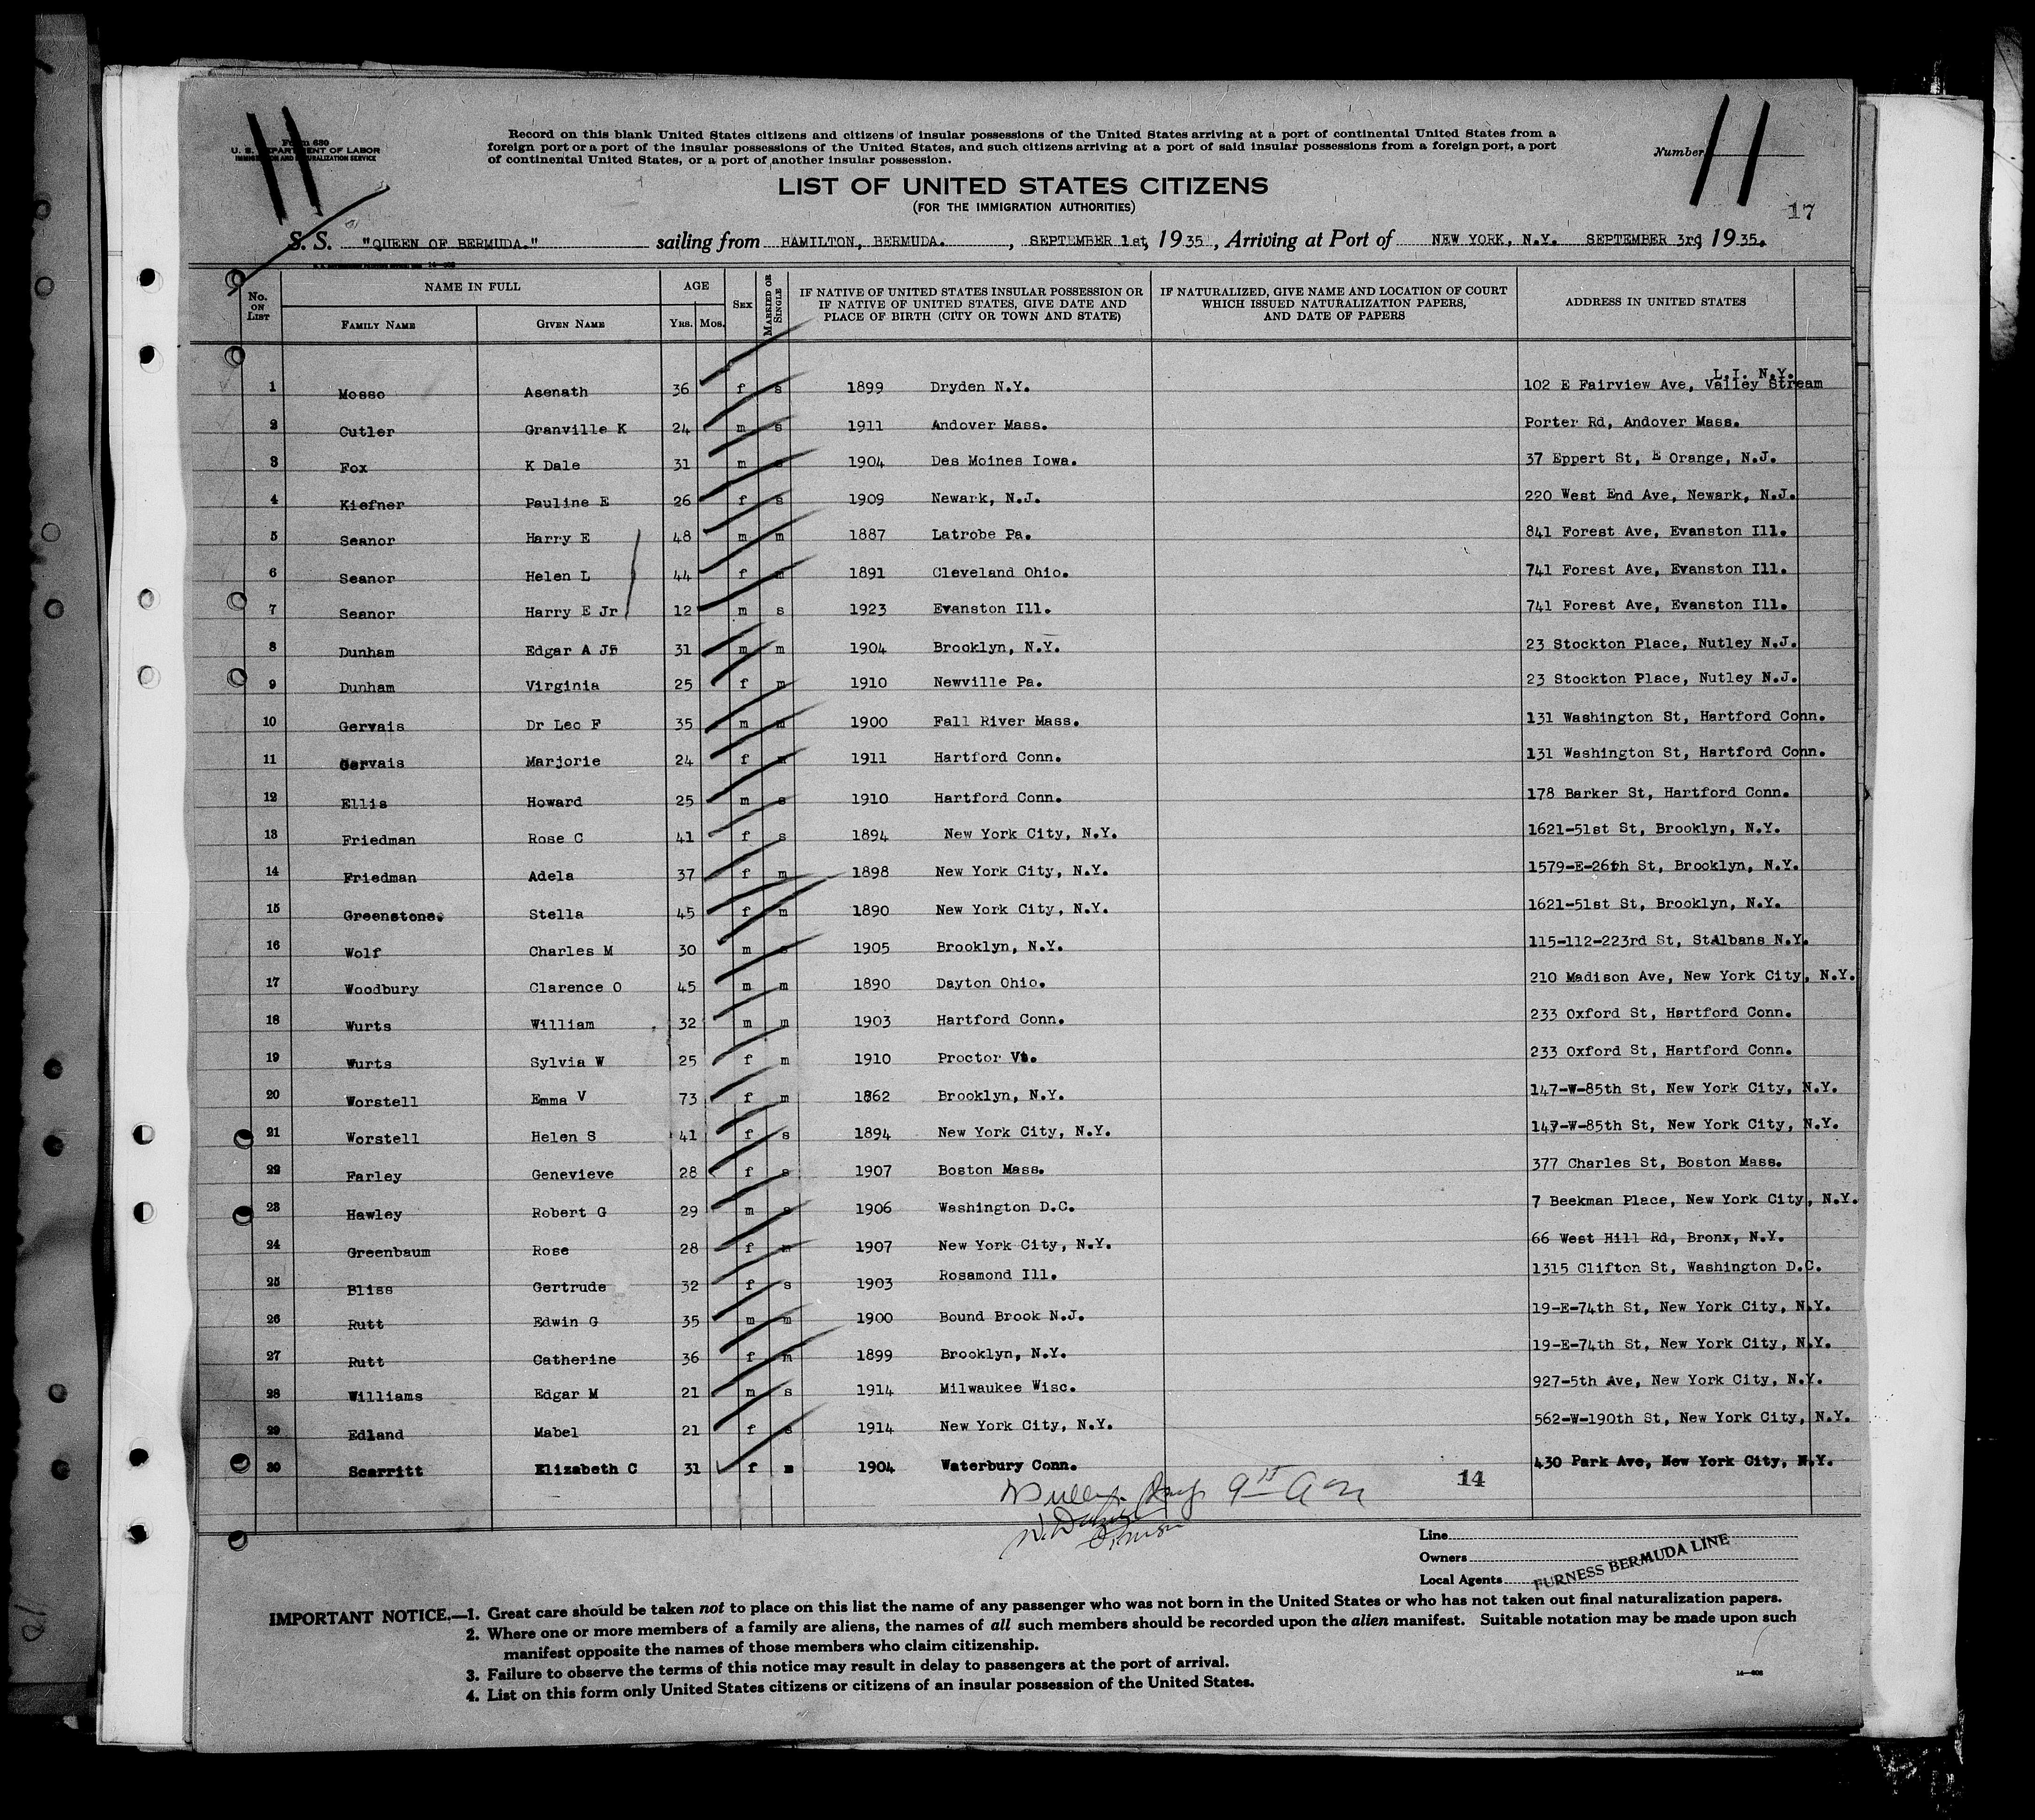 11 11
Form 630
U. S. DEPARTMENT OF LABOR
IMMIGRATION AND NATURALIZATION SERVICE
Record on this blank United States citizens and citizens of insular possessions of the United States arriving at a port of continental United States from a
foreign port or a port of the insular possessions of the United States, and such citizens arriving at a port of said insular possessions from a foreign port, a port
of continental United States, or a port of another insular possession.
Number
LIST OF UNITED STATES CITIZENS
(FOR THE IMMIGRATION AUTHORITIES)
17
S. S. "QUEEN OF BERMUDA." sailing from HAMILTON, BERMUDA. , SEPTEMBER 1st, 1935, Arriving at Port of NEW YORK, N.Y. SEPTEMBER 3rd, 1935.
No. ON LIST NAME IN FULL AGE SEX MARRIED OR SINGLE IF NATIVE OF UNITED STATES INSULAR POSSESSION OR IF NATIVE OF UNITED STATES, GIVE DATE AND PLACE OF BIRTH (CITY OR TOWN AND STATE) IF NATURALIZED, GIVE NAME AND LOCATION OF COURT WHICH ISSUED NATURALIZATION PAPERS, AND DATE OF PAPERS ADDRESS IN UNITED STATES
FAMILY NAME GIVEN NAME YRS. MOS.
L.I. N.Y.
1 Mosso Asenath 36 f s 1899 Dryden N.Y. 102 E Fairview Ave, Valley Stream
2 Cutler Granville K 24 m s 1911 Andover Mass. Porter Rd, Andover Mass.
3 Fox K Dale 31 m s 1904 Des Moines Iowa. 37 Eppert St, E Orange, N.J.
4 Kiefner Pauline E 26 f s 1909 Newark, N.J. 220 West End Ave, Newark, N.J.
5 Seanor Harry E 48 m m 1887 Latrobe Pa. 841 Forest Ave, Evanston Ill.
6 Seanor Helen L 44 f m 1891 Cleveland Ohio. 741 Forest Ave, Evanston Ill.
7 Seanor Harry E Jr 12 m s 1923 Evanston Ill. 741 Forest Ave, Evanston Ill.
8 Dunham Edgar A Jr 31 m m 1904 Brooklyn, N.Y. 23 Stockton Place, Nutley N.J.
9 Dunham Virginia 25 f m 1910 Newville Pa. 23 Stockton Place, Nutley N.J.
10 Gervais Dr Leo F 35 m m 1900 Fall River Mass. 131 Washington St, Hartford Conn.
11 Gervais Marjorie 24 f m 1911 Hartford Conn. 131 Washington St, Hartford Conn.
12 Ellis Howard 25 m s 1910 Hartford Conn. 178 Barker St, Hartford Conn.
13 Friedman Rose C 41 f s 1894 New York City, N.Y. 1621-51st St, Brooklyn, N.Y.
14 Friedman Adela 37 f m 1898 New York City, N.Y. 1579-E-26th St, Brooklyn, N.Y.
15 Greenstone. Stella 45 f m 1890 New York City, N.Y. 1621-51st St, Brooklyn, N.Y.
16 Wolf Charles M 30 m s 1905 Brooklyn, N.Y. 115-112-223rd St, StAlbans N.Y.
17 Woodbury Clarence O 45 m m 1890 Dayton Ohio. 210 Madison Ave, New York City, N.Y.
18 Wurts William 32 m m 1903 Hartford Conn. 233 Oxford St, Hartford Conn.
19 Wurts Sylvia W 25 f m 1910 Proctor Vt. 233 Oxford St, Hartford Conn.
20 Worstell Emma V 73 f m 1862 Brooklyn, N.Y. 147-W-85th St, New York City, N.Y.
21 Worstell Helen S 41 f s 1894 New York City, N.Y. 147-W-85th St, New York City, N.Y.
22 Farley Genevieve 28 f s 1907 Boston Mass. 377 Charles St, Boston Mass.
23 Hawley Robert G 29 m s 1906 Washington D.C. 7 Beekman Place, New York City, N.Y.
24 Greenbaum Rose 28 f m 1907 New York City, N.Y. 66 West Hill Rd, Bronx, N.Y.
25 Bliss Gertrude 32 f s 1903 Rosamond Ill. 1315 Clifton St, Washington D.C.
26 Rutt Edwin G 35 m m 1900 Bound Brook N.J. 19-E-74th St, New York City, N.Y.
27 Rutt Catherine 36 f m 1899 Brooklyn, N.Y. 19-E-74th St, New York City, N.Y.
28 Williams Edgar M 21 m s 1914 Milwaukee Wisc. 927-5th Ave, New York City, N.Y.
29 Edland Mabel 21 f s 1914 New York City, N.Y. 562-W-190th St, New York City, N.Y.
30 Scarritt Elizabeth C 31 f m 1904 Waterbury Conn. 430 Park Ave, New York City, N.Y.
14
Line
Owners
Local Agents FURNESS BERMUDA LINE
IMPORTANT NOTICE.—1. Great care should be taken not to place on this list the name of any passenger who was not born in the United States or who has not taken out final naturalization papers.
2. Where one or more members of a family are aliens, the names of all such members should be recorded upon the alien manifest. Suitable notation may be made upon such
manifest opposite the names of those members who claim citizenship.
3. Failure to observe the terms of this notice may result in delay to passengers at the port of arrival.
4. List on this form only United States citizens or citizens of an insular possession of the United States.